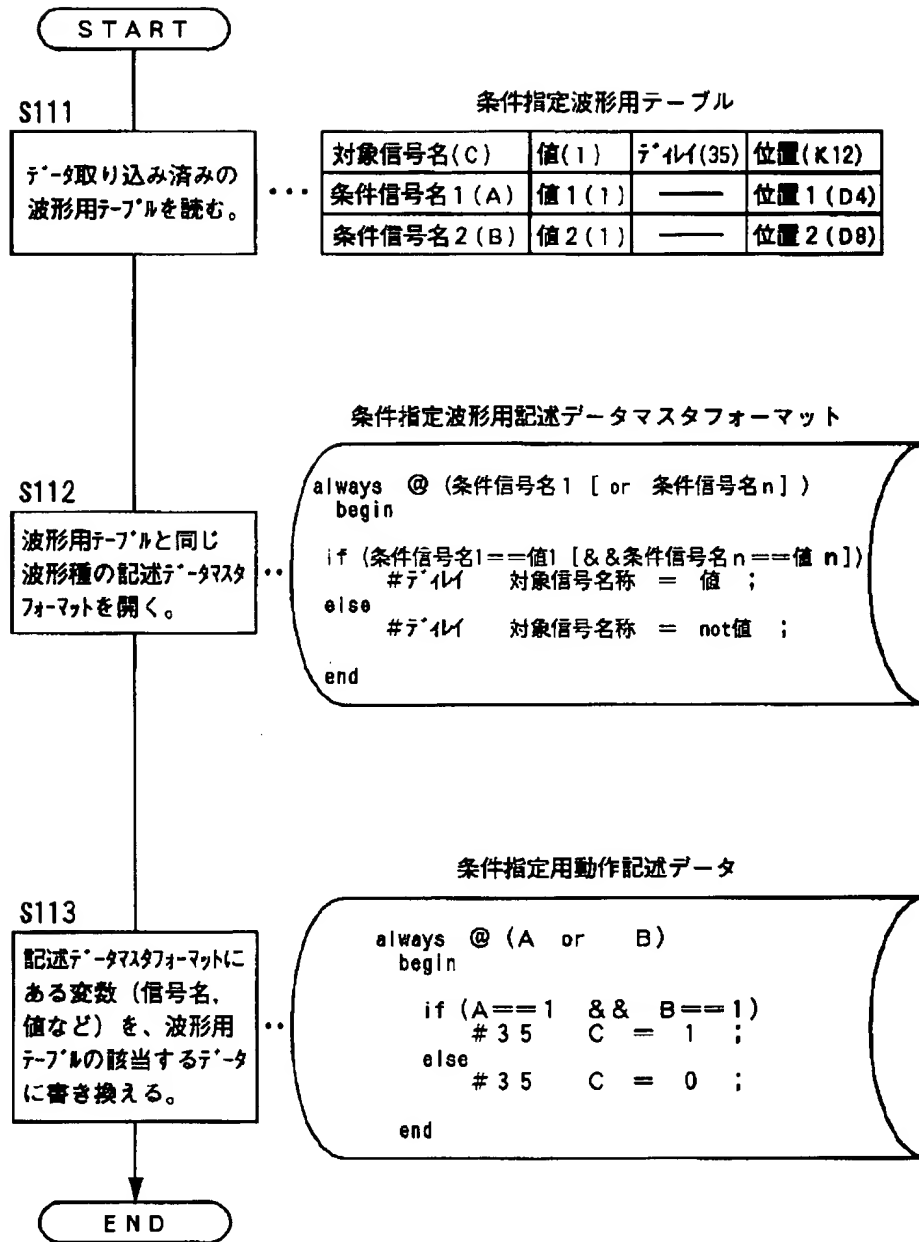 START
S111
データ取り込み済みの
波形用テーブルを読む。
...
条件指定波形用テーブル
対象信号名(C) 値(1) ディレイ(35) 位置(K12)
条件信号名1(A) 値1(1) ―― 位置1(D4)
条件信号名2(B) 値2(1) ―― 位置2(D8)
条件指定波形用記述データマスタフォーマット
S112
波形用テーブルと同じ
波形種の記述データマスタ
フォーマットを開く。
..
always @ (条件信号名1 [ or 条件信号名n] )
begin
if (条件信号名1==値1 [&&条件信号名n==値n])
#ディレイ 対象信号名称 = 値 ;
else
#ディレイ 対象信号名称 = not値 ;
end
条件指定用動作記述データ
S113
記述データマスタフォーマットに
ある変数（信号名，
値など）を、波形用
テーブルの該当するデータ
に書き換える。
..
always @ (A or B)
begin
if (A==1 && B==1)
#35 C = 1 ;
else
#35 C = 0 ;
end
END